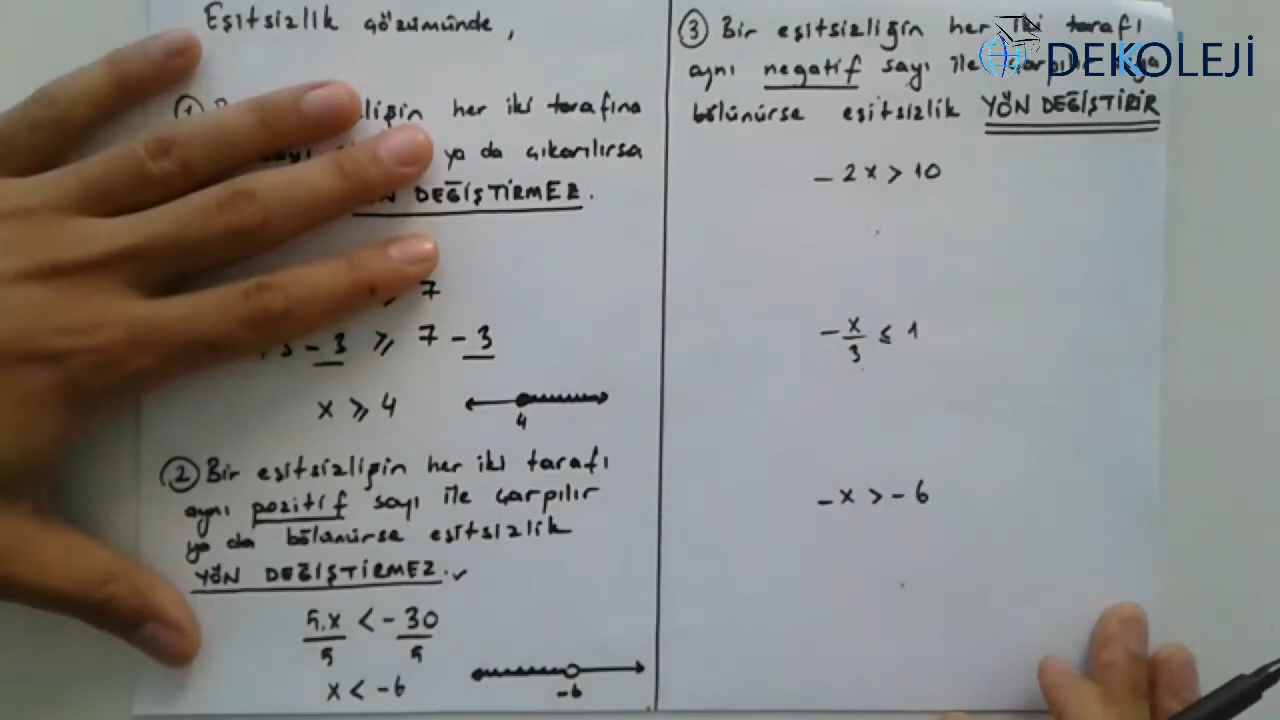 Eşitsizlik çözümünde,
① liğin her iki tarafına
ya da çıkarılırsa
DEĞİŞTİRMEZ.
7
3 - 3 ⩾ 7 - 3
x ⩾ 4
4
② Bir eşitsizliğin her iki tarafı
aynı pozitif sayı ile çarpılır
ya da bölünürse eşitsizlik
YÖN DEĞİŞTİRMEZ. ✓
5.x < - 30
5 5
x < -6
-6
③ Bir eşitsizliğin her iki tarafı
aynı negatif sayı ile
bölünürse eşitsizlik YÖN DEĞİŞTİRİR
- 2x > 10
- x/3 ≤ 1
- x > - 6
DEKOLEJİ